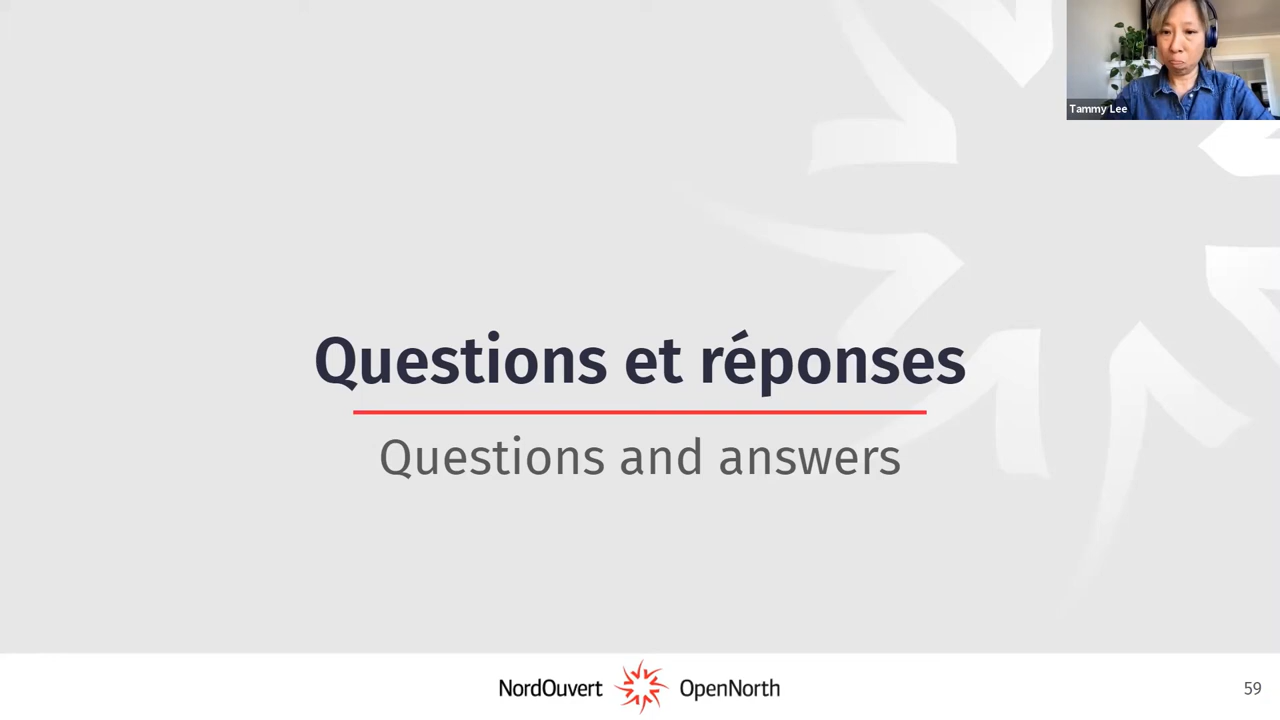 Tammy Lee
Questions et réponses
Questions and answers
NordOuvert OpenNorth
59